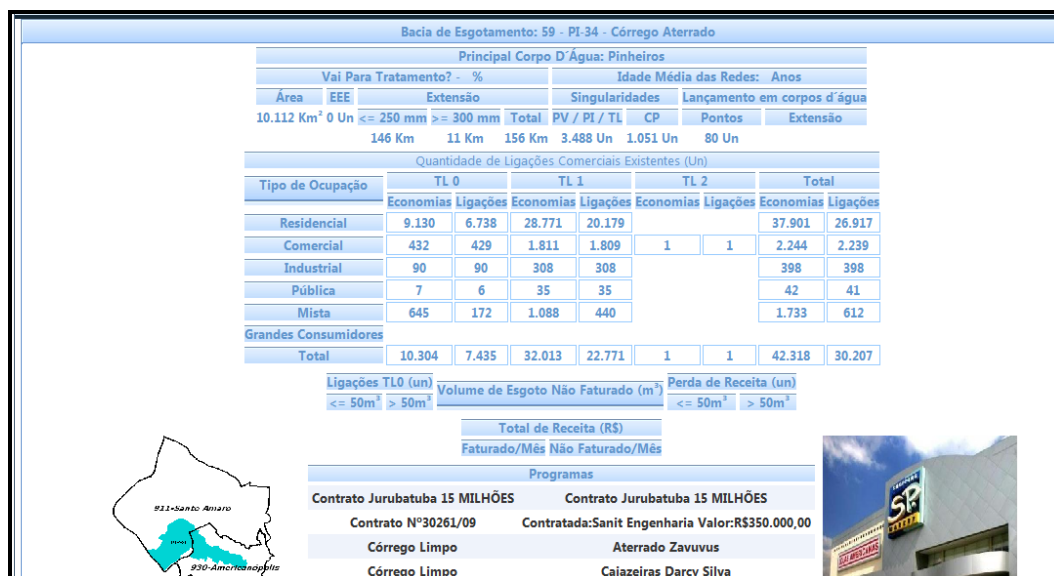 Bacia de Esgotamento: 59 - PI-34 - Córrego Aterrado
Principal Corpo D´Água: Pinheiros
Vai Para Tratamento? - % Idade Média das Redes: Anos
Área EEE Extensão Singularidades Lançamento em corpos d´água
10.112 Km² 0 Un <= 250 mm >= 300 mm Total PV / PI / TL CP Pontos Extensão
146 Km 11 Km 156 Km 3.488 Un 1.051 Un 80 Un
Quantidade de Ligações Comerciais Existentes (Un)
Tipo de Ocupação TL 0 TL 1 TL 2 Total
Economias Ligações Economias Ligações Economias Ligações Economias Ligações
Residencial 9.130 6.738 28.771 20.179 37.901 26.917
Comercial 432 429 1.811 1.809 1 1 2.244 2.239
Industrial 90 90 308 308 398 398
Pública 7 6 35 35 42 41
Mista 645 172 1.088 440 1.733 612
Grandes Consumidores
Total 10.304 7.435 32.013 22.771 1 1 42.318 30.207
Ligações TL0 (un) Volume de Esgoto Não Faturado (m³) Perda de Receita (un)
<= 50m³ > 50m³ <= 50m³ > 50m³
Total de Receita (R$)
Faturado/Mês Não Faturado/Mês
Programas
Contrato Jurubatuba 15 MILHÕES Contrato Jurubatuba 15 MILHÕES
Contrato Nº30261/09 Contratada:Sanit Engenharia Valor:R$350.000,00
Córrego Limpo Aterrado Zavuvus
Córrego Limpo Cajazeiras Darcy Silva
911-Santo Amaro
930-Americanópolis
SP
MARKET